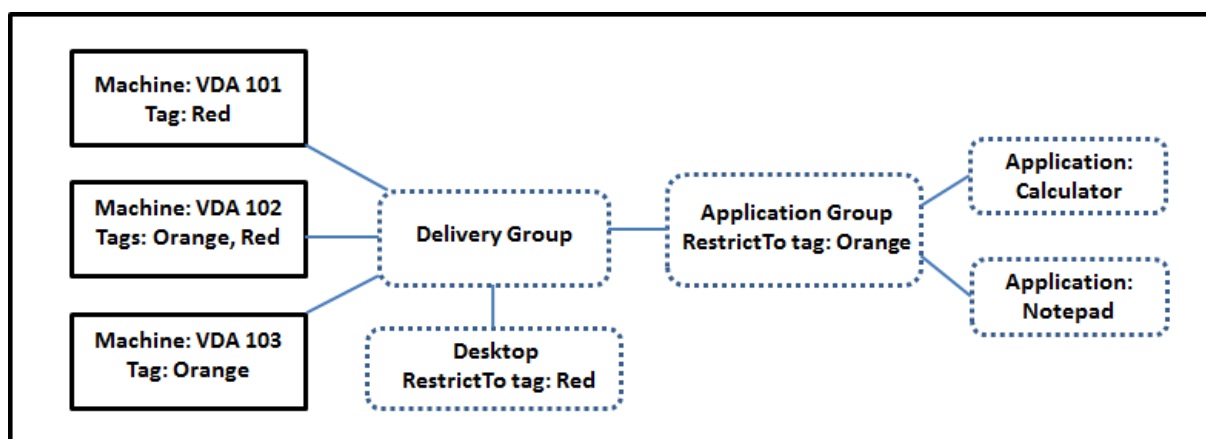 Machine: VDA 101
Tag: Red
Machine: VDA 102
Tags: Orange, Red
Machine: VDA 103
Tag: Orange
Delivery Group
Desktop
RestrictTo tag: Red
Application Group
RestrictTo tag: Orange
Application:
Calculator
Application:
Notepad